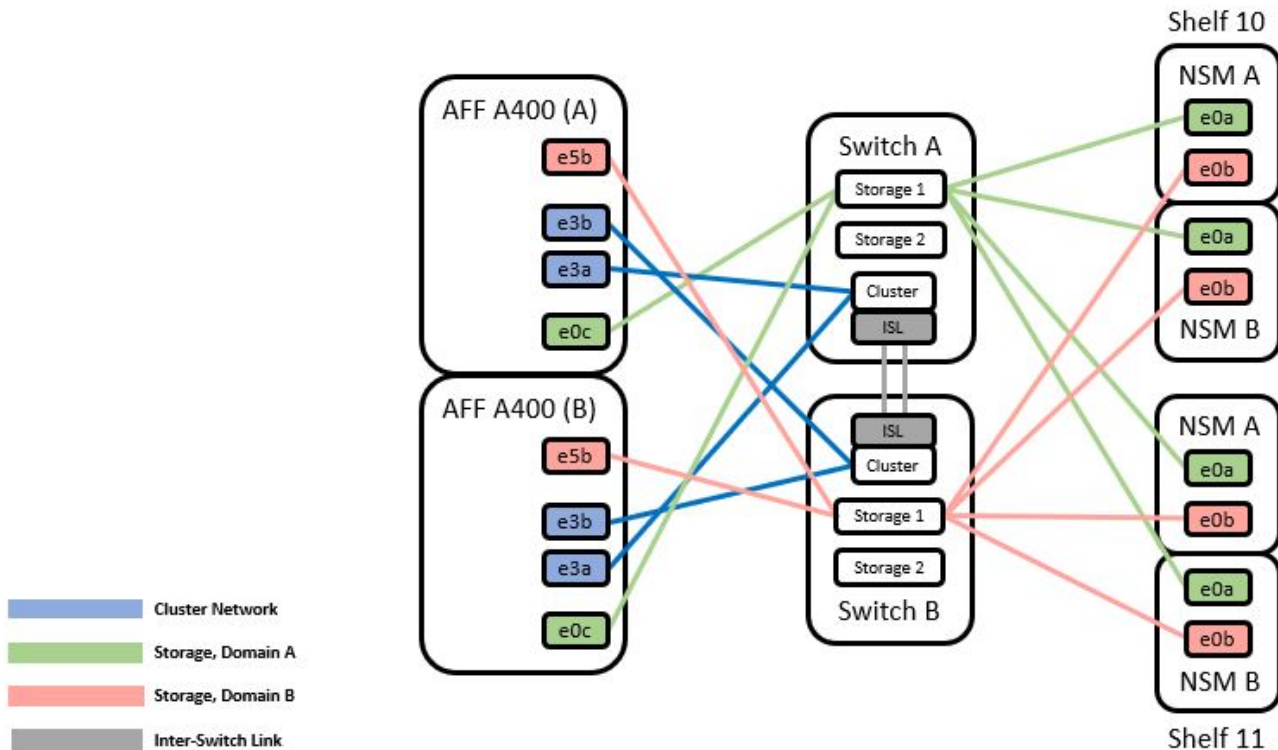 Shelf 10
AFF A400 (A)
e5b
e3b
e3a
e0c
AFF A400 (B)
e5b
e3b
e3a
e0c
Switch A
Storage 1
Storage 2
Cluster
ISL
ISL
Cluster
Storage 1
Storage 2
Switch B
NSM A
e0a
e0b
e0a
e0b
NSM B
NSM A
e0a
e0b
e0a
e0b
NSM B
Shelf 11
Cluster Network
Storage, Domain A
Storage, Domain B
Inter-Switch Link